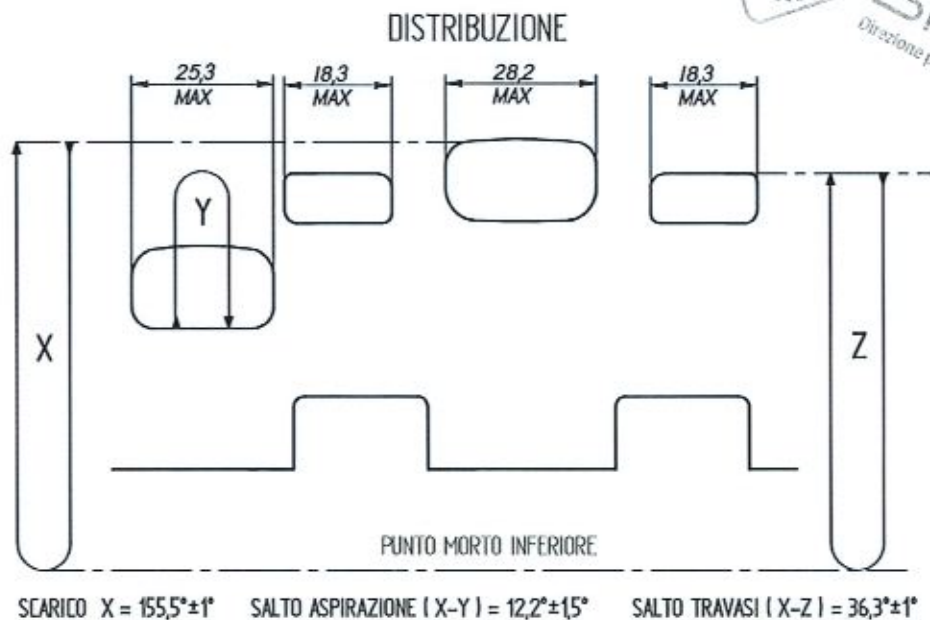 DISTRIBUZIONE
Direzione
25,3 18,3 28,2 18,3
MAX MAX MAX MAX
Y
X
Z
PUNTO MORTO INFERIORE
SCARICO X = 155,5°±1° SALTO ASPIRAZIONE ( X-Y ) = 12,2°±1,5° SALTO TRAVASI ( X-Z ) = 36,3°±1°